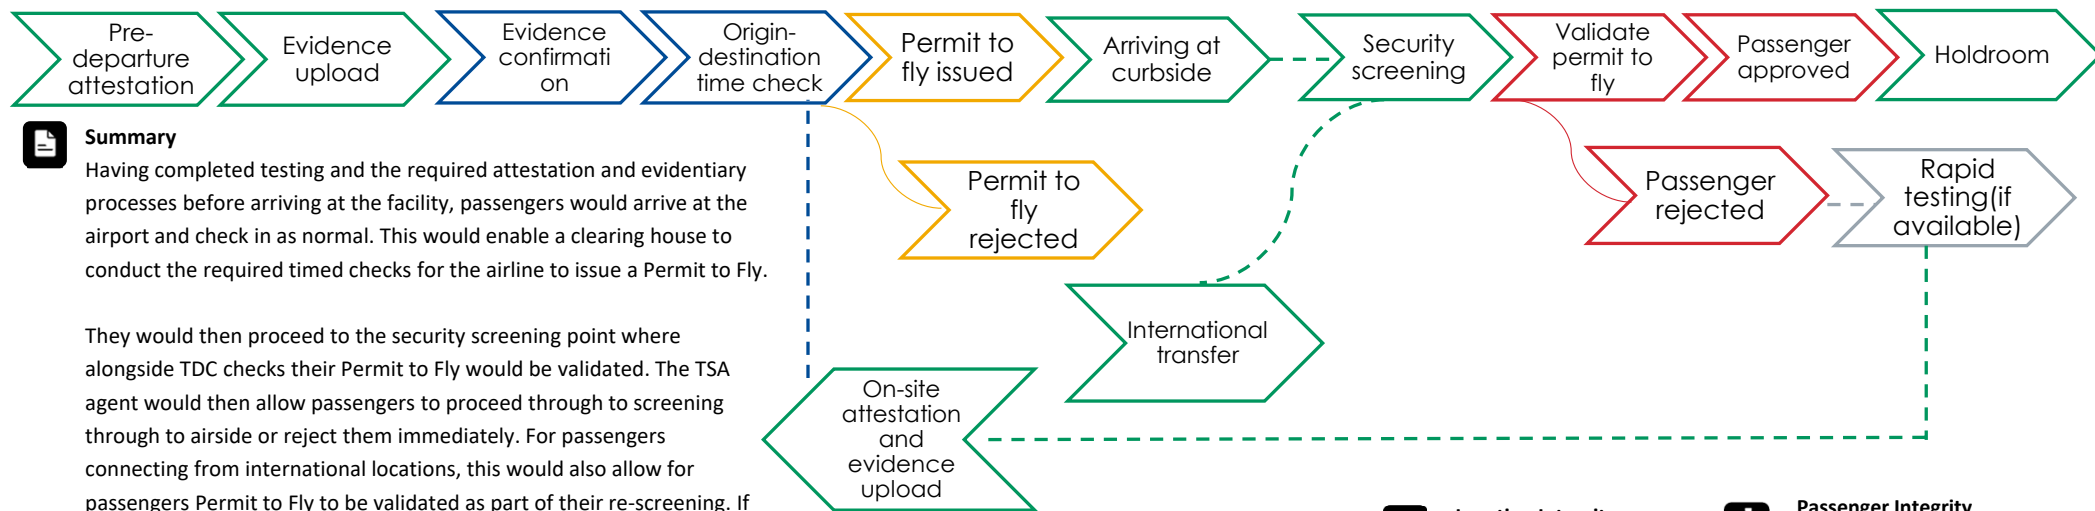 Pre-
departure
attestation
Evidence
upload
Evidence
confirmati
on
Origin-
destination
time check
Permit to
fly issued
Arriving at
curbside
Security
screening
Validate
permit to
fly
Passenger
approved
Holdroom
Summary
Having completed testing and the required attestation and evidentiary
processes before arriving at the facility, passengers would arrive at the
airport and check in as normal. This would enable a clearing house to
conduct the required timed checks for the airline to issue a Permit to Fly.
They would then proceed to the security screening point where
alongside TDC checks their Permit to Fly would be validated. The TSA
agent would then allow passengers to proceed through to screening
through to airside or reject them immediately. For passengers
connecting from international locations, this would also allow for
passengers Permit to Fly to be validated as part of their re-screening. If
Permit to
fly
rejected
Passenger
rejected
Rapid
testing(if
available)
International
transfer
On-site
attestation
and
evidence
upload
Passenger Integrity